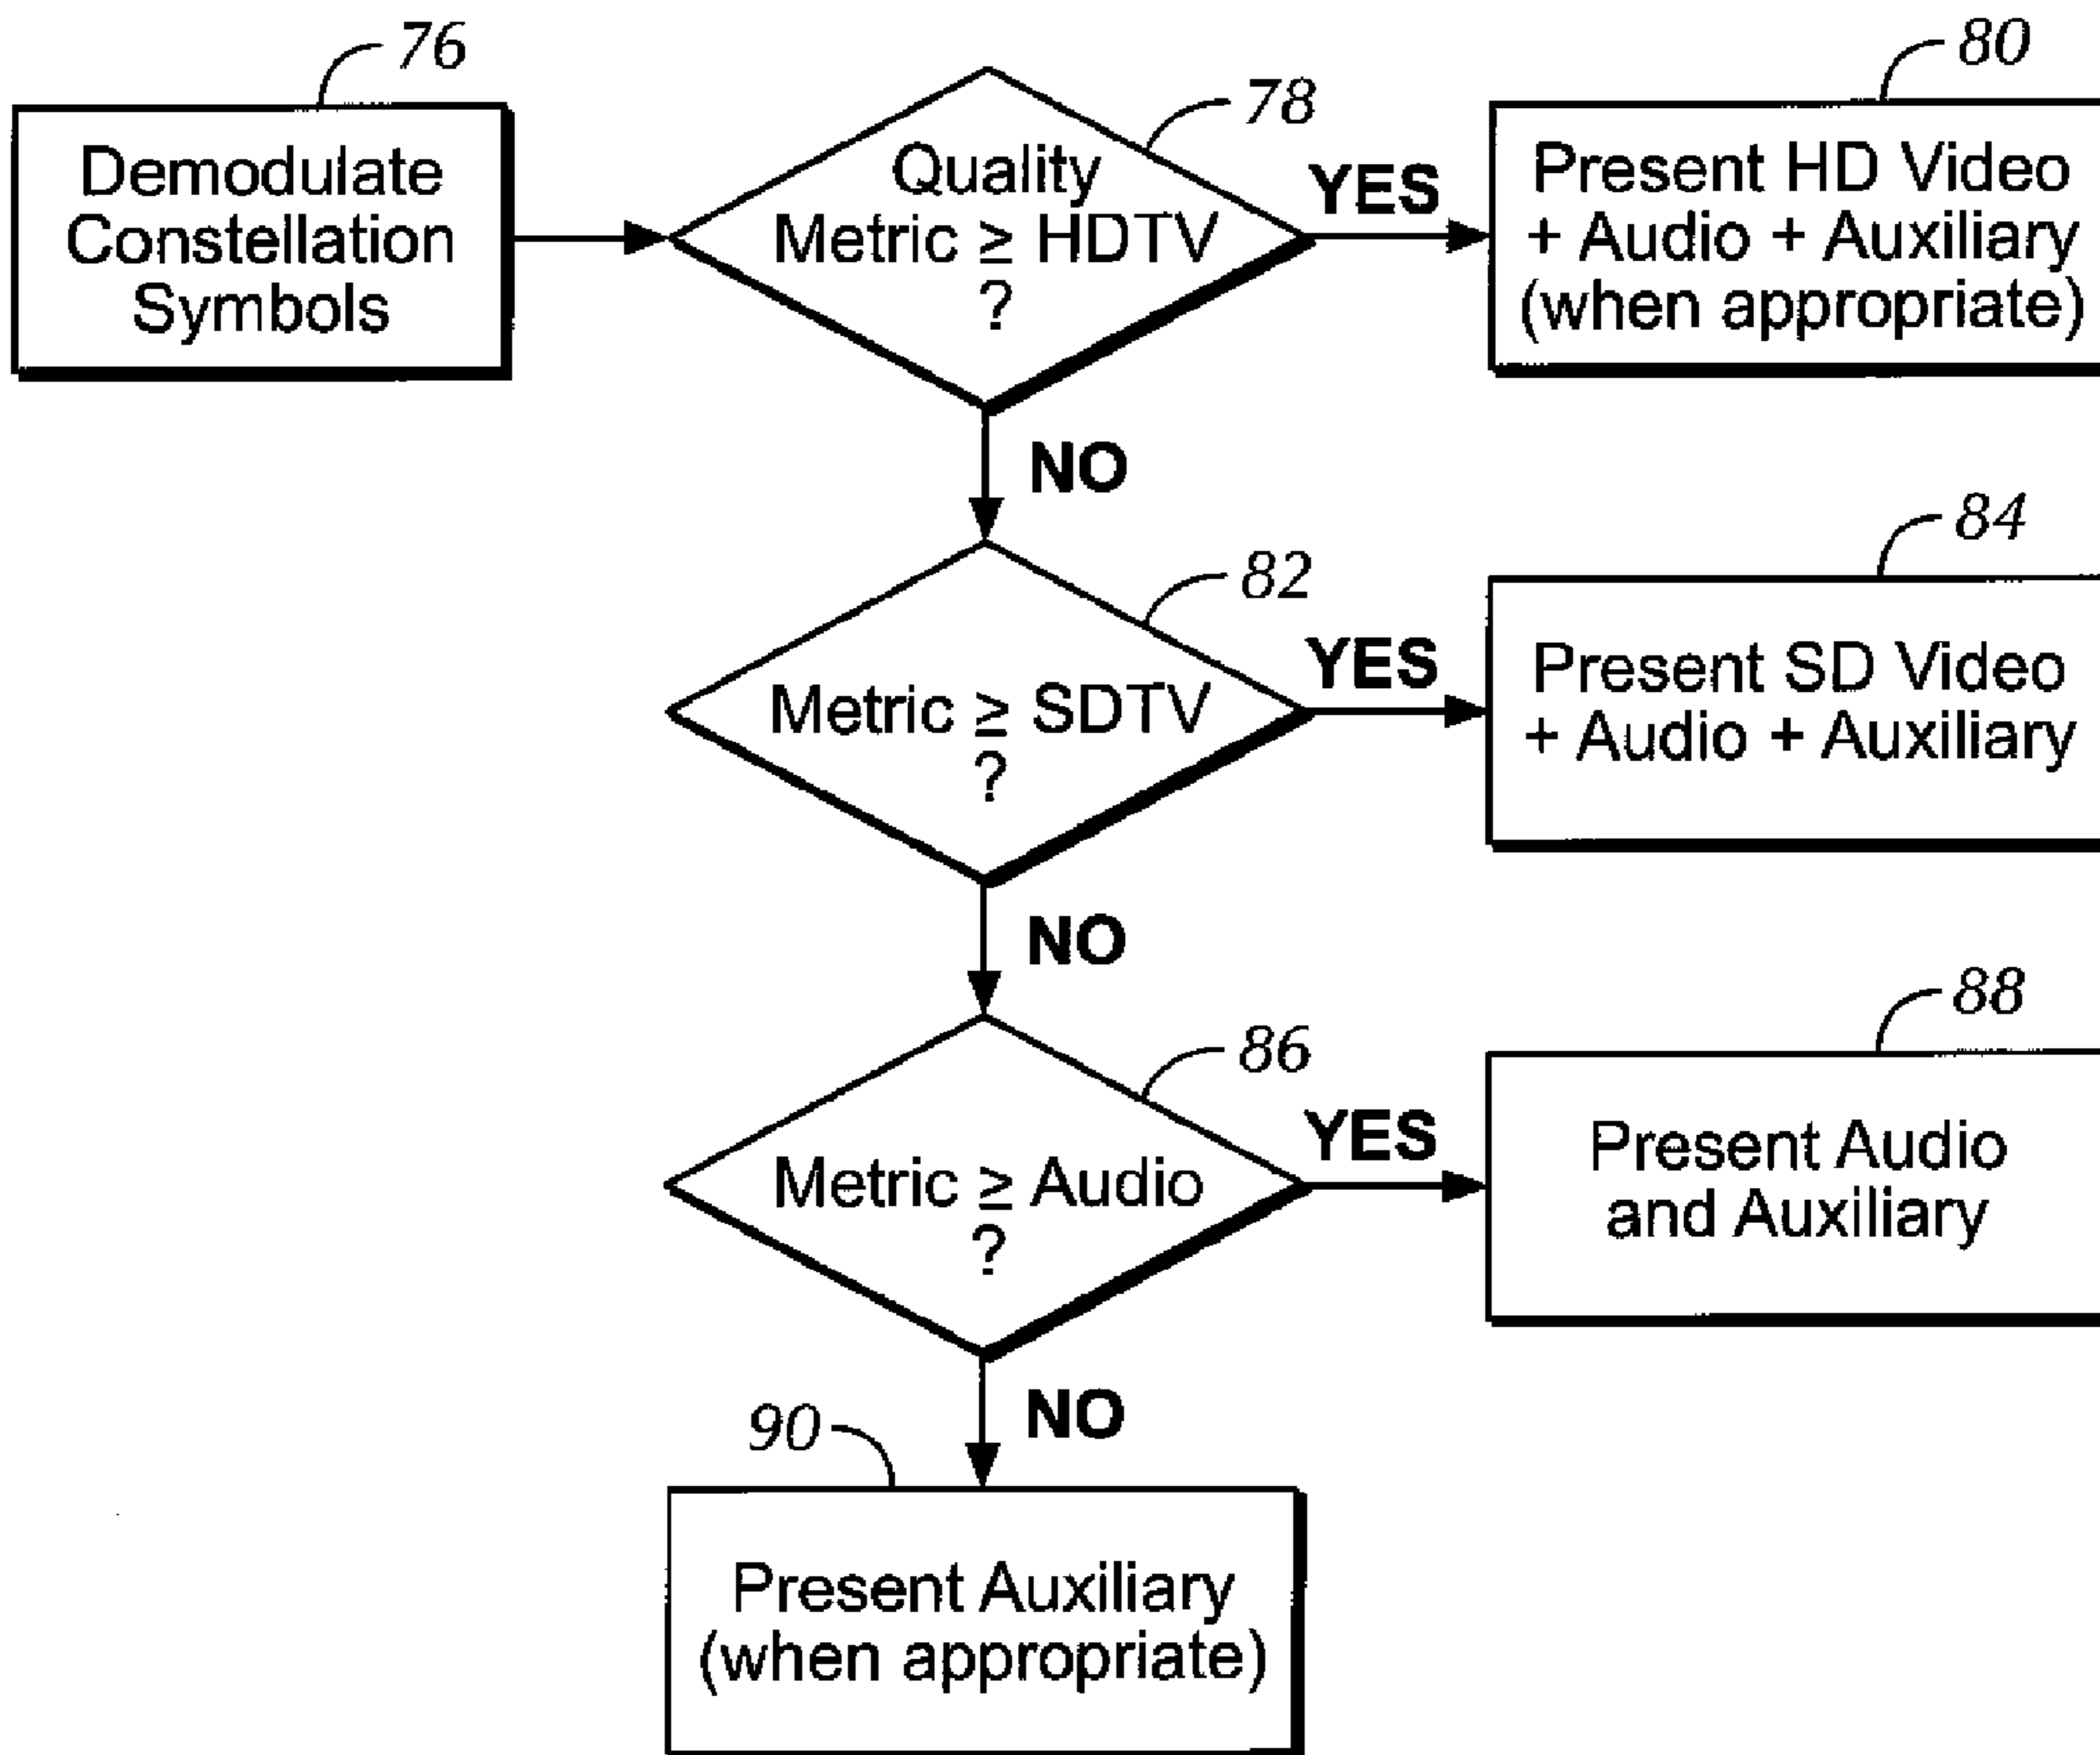 76
Demodulate
Constellation
Symbols
78
Quality
Metric ≥ HDTV
?
YES
80
Present HD Video
+ Audio + Auxiliary
(when appropriate)
NO
82
Metric ≥ SDTV
?
YES
84
Present SD Video
+ Audio + Auxiliary
NO
86
Metric ≥ Audio
?
YES
88
Present Audio
and Auxiliary
NO
90
Present Auxiliary
(when appropriate)